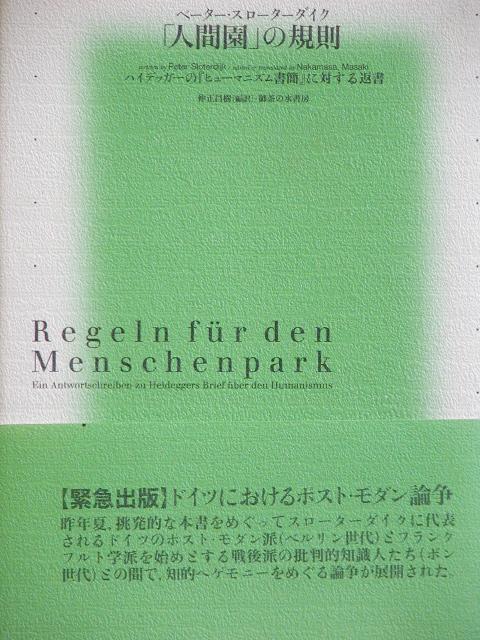 ペーター・スローターダイク
「人間園」の規則
written by Peter Sloterdijk / edited & translated by Nakamasa, Masaki
ハイデッガーの『ヒューマニズム書簡』に対する返書
仲正昌樹[編訳]―御茶の水書房
Regeln für den
Menschenpark
Ein Antwortschreiben zu Heideggers Brief über den Humanismus
【緊急出版】ドイツにおけるポスト・モダン論争
昨年夏、挑発的な本書をめぐってスローターダイクに代表
されるドイツのポスト・モダン派(ベルリン世代)とフランク
フルト学派を始めとする戦後派の批判的知識人たち(ボン
世代)との間で、知的ヘゲモニーをめぐる論争が展開された。